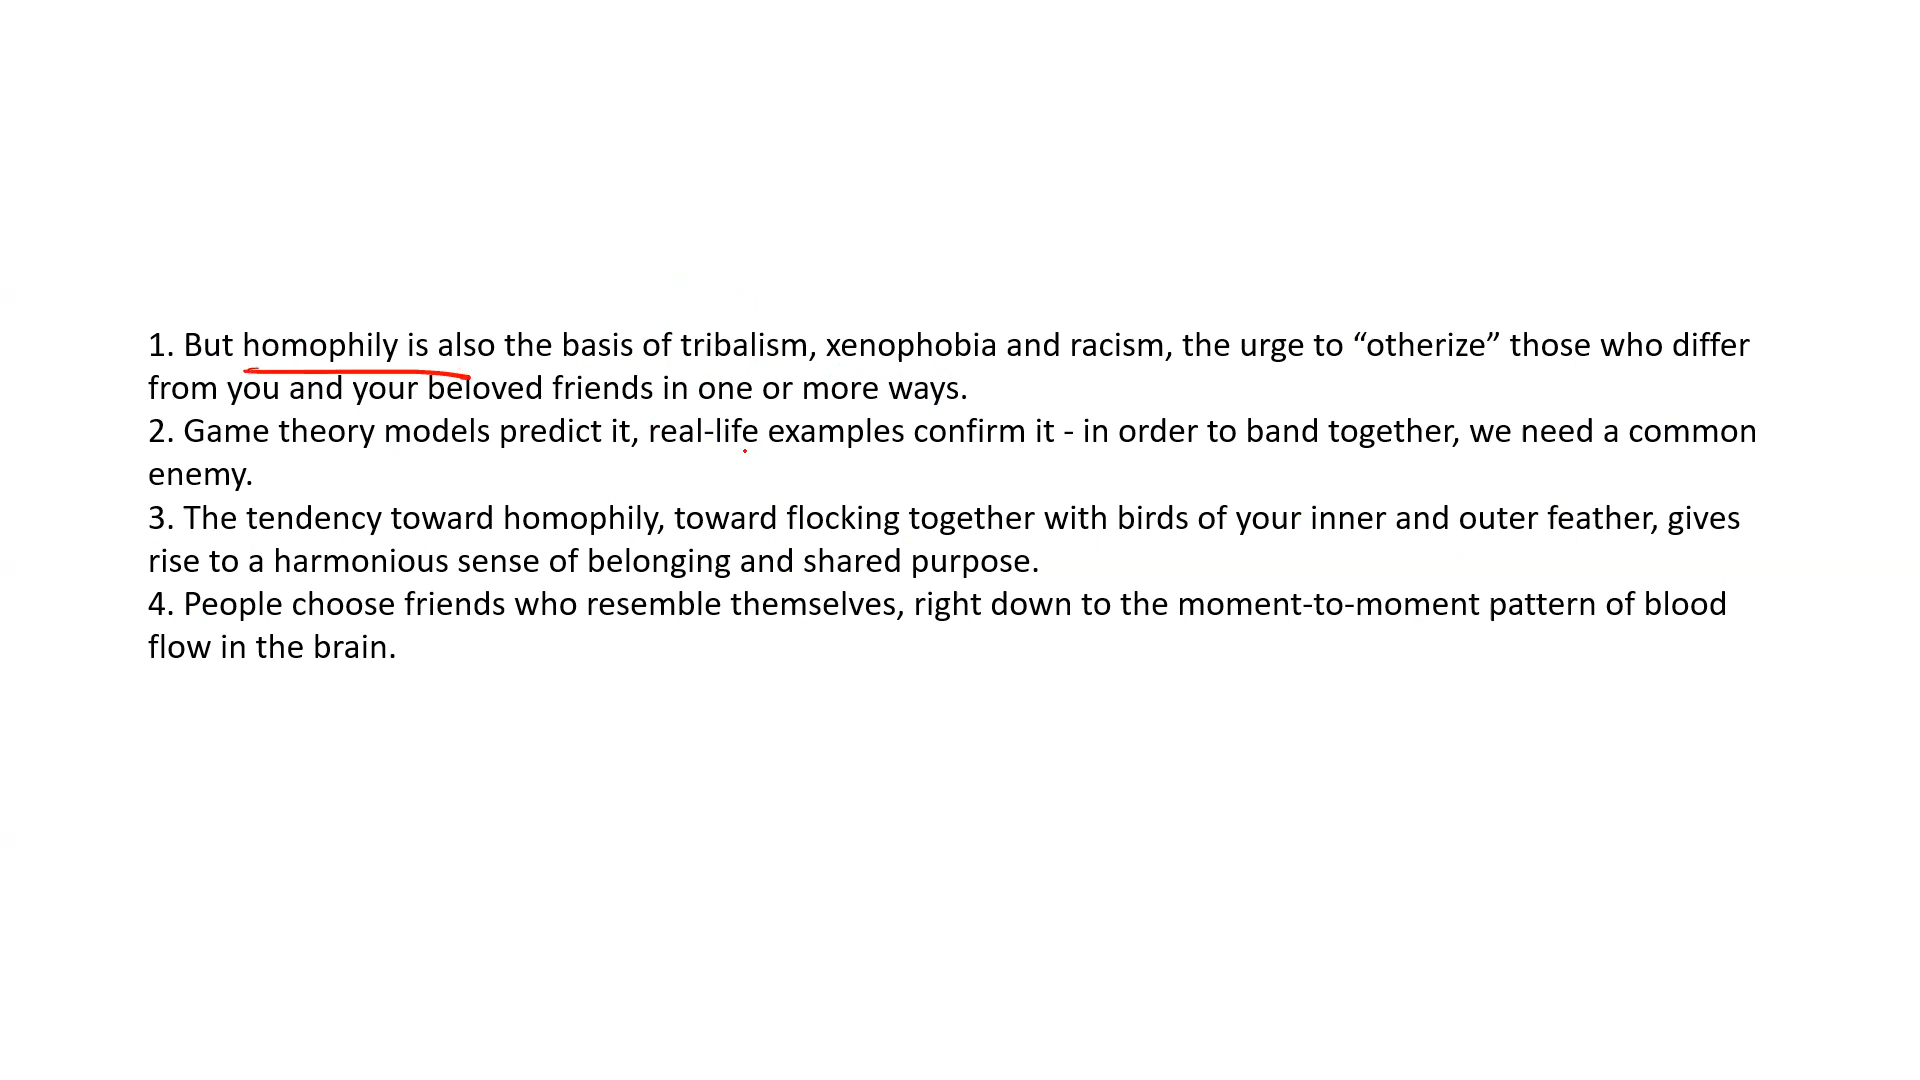 1. But homophily is also the basis of tribalism, xenophobia and racism, the urge to “otherize” those who differ
from you and your beloved friends in one or more ways.
2. Game theory models predict it, real-life examples confirm it - in order to band together, we need a common
enemy.
3. The tendency toward homophily, toward flocking together with birds of your inner and outer feather, gives
rise to a harmonious sense of belonging and shared purpose.
4. People choose friends who resemble themselves, right down to the moment-to-moment pattern of blood
flow in the brain.